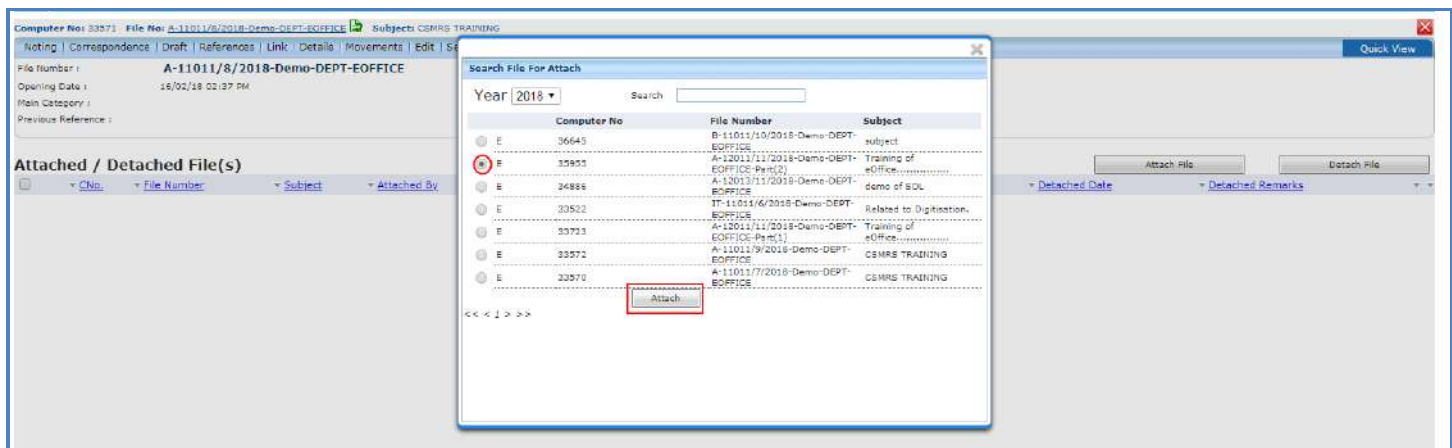 Computer No: 33571 File No: A-11011/8/2018-Demo-DEPT-EOFFICE Subject: CSMRS TRAINING
Noting | Correspondence | Draft | References | Link | Details | Movements | Edit | Se
Quick View
File Number : A-11011/8/2018-Demo-DEPT-EOFFICE
Opening Date : 16/02/18 02:37 PM
Main Category :
Previous Reference :
Attached / Detached File(s)
Attach File Detach File
CNo. File Number Subject Attached By Detached Date Detached Remarks
Search File For Attach
Year 2018 Search
Computer No File Number Subject
E 36645 B-11011/10/2018-Demo-DEPT- subject
EOFFICE
E 35955 A-12011/11/2018-Demo-DEPT- Training of
EOFFICE-Part(2) eOffice................
E 34886 A-12013/11/2018-Demo-DEPT- demo of EOL
EOFFICE
E 33522 IT-11011/6/2018-Demo-DEPT- Related to Digitisation.
EOFFICE
E 33723 A-12011/11/2018-Demo-DEPT- Training of
EOFFICE-Part(1) eOffice................
E 33572 A-11011/9/2018-Demo-DEPT- CSMRS TRAINING
EOFFICE
E 33570 A-11011/7/2018-Demo-DEPT- CSMRS TRAINING
EOFFICE
Attach
<< < 1 > >>